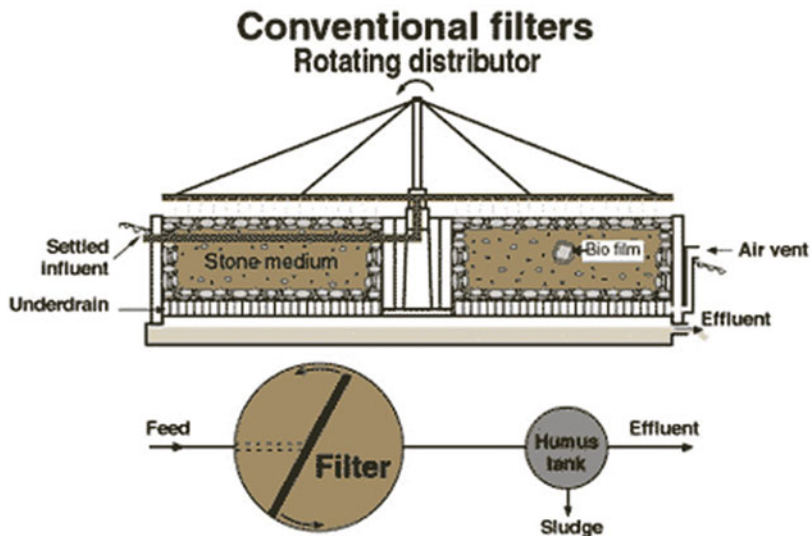 Conventional filters
Rotating distributor
Settled
influent
Stone medium
Bio film
Air vent
Underdrain
Effluent
Feed
Filter
Humus
tank
Effluent
Sludge